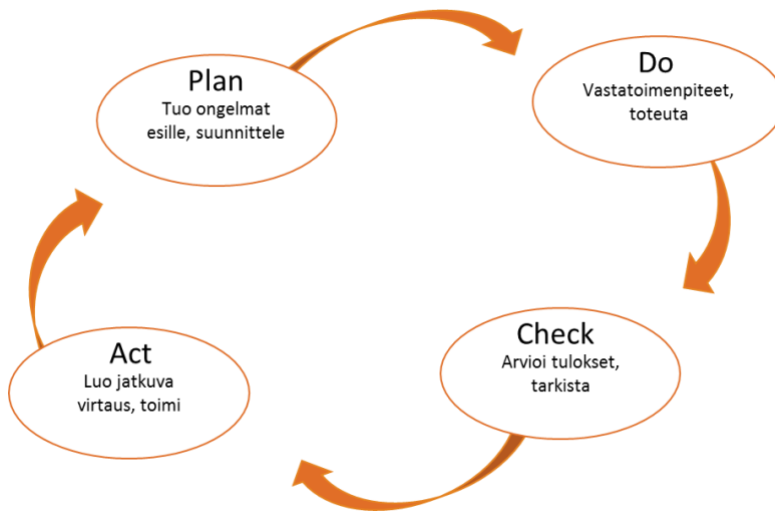 Plan
Tuo ongelmat
esille, suunnittele
Do
Vastatoimenpiteet,
toteuta
Check
Arvioi tulokset,
tarkista
Act
Luo jatkuva
virtaus, toimi